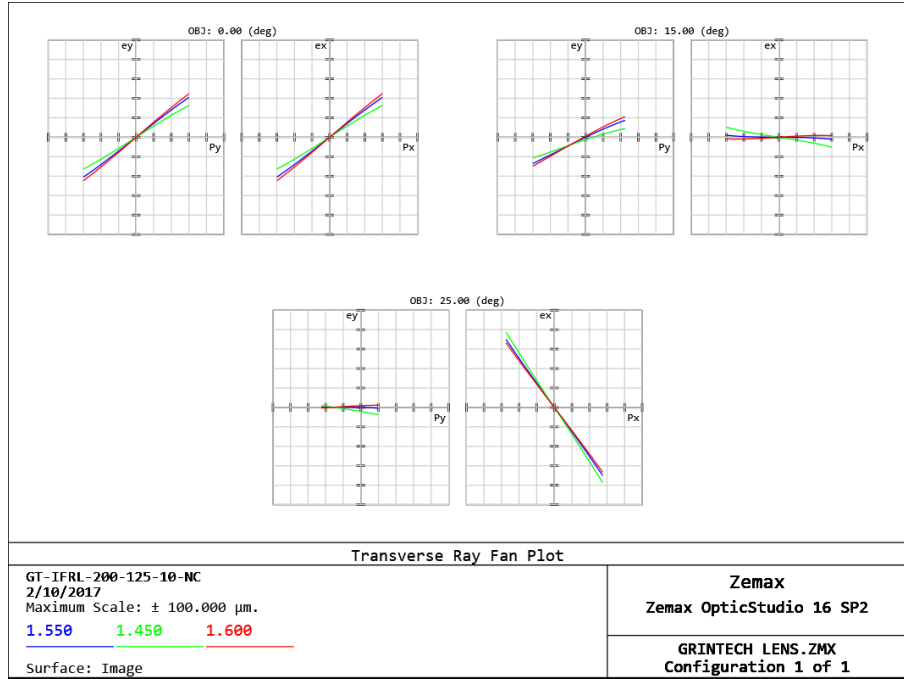 OBJ: 0.00 (deg)
OBJ: 15.00 (deg)
ey
ex
ey
ex
Py
Px
Py
Px
OBJ: 25.00 (deg)
ey
ex
Py
Px
Transverse Ray Fan Plot
GT-IFRL-200-125-10-NC
2/10/2017
Maximum Scale: ± 100.000 µm.
1.550 1.450 1.600
Surface: Image
Zemax
Zemax OpticStudio 16 SP2
GRINTECH LENS.ZMX
Configuration 1 of 1